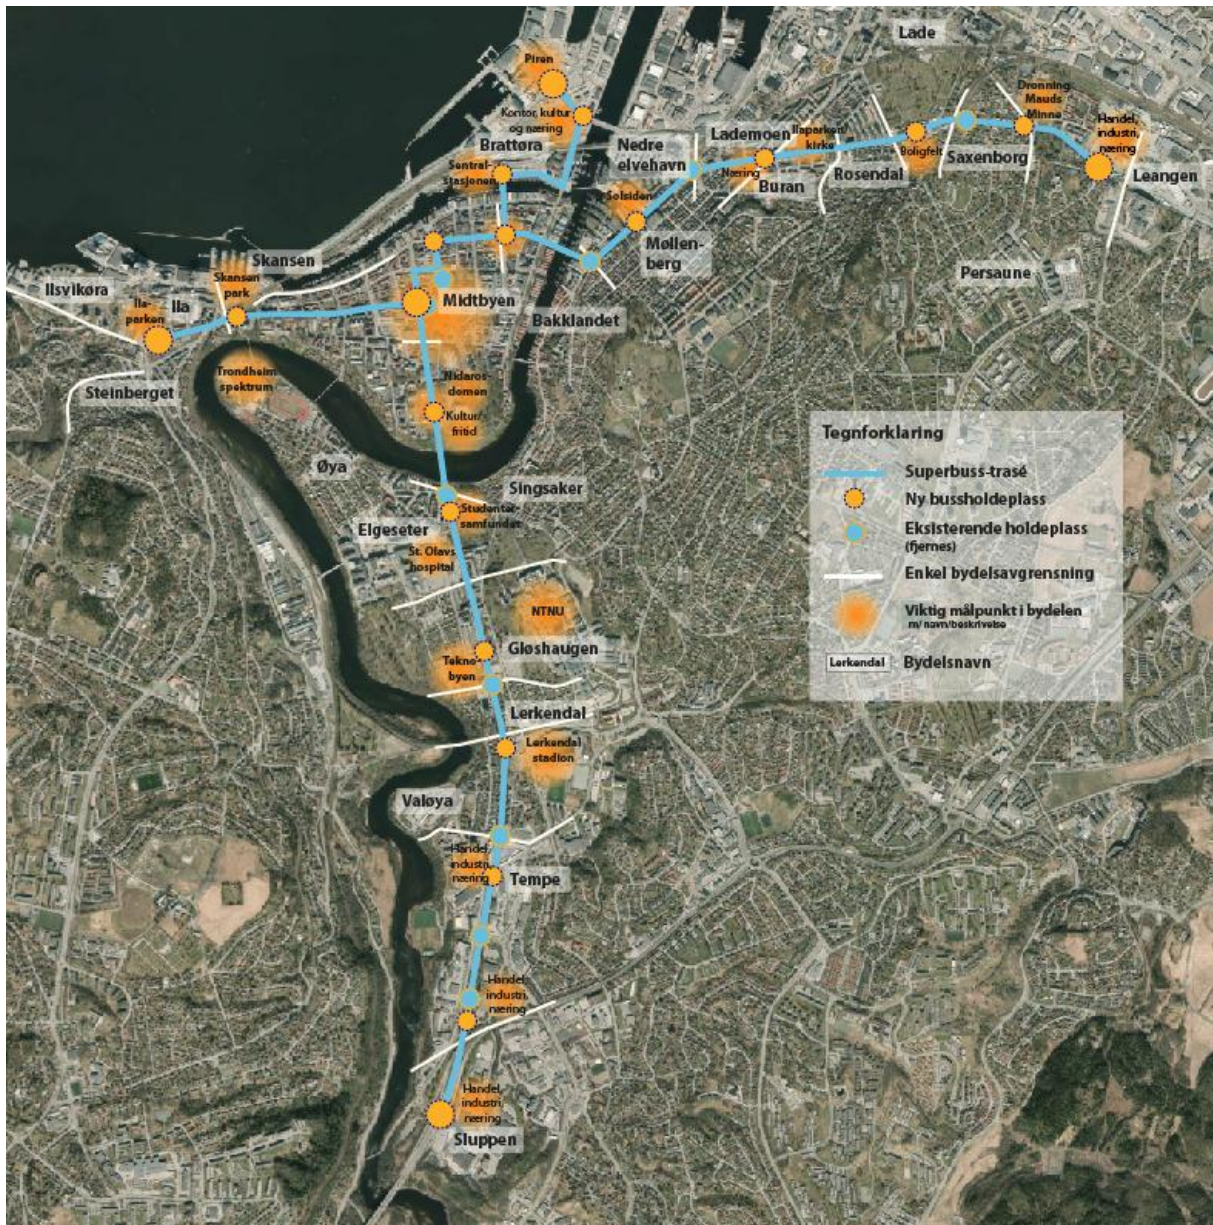 Lade
Piren
Dronning
Mauds
Minne
Kontor, kultur
og næring
Handel,
industri,
næring
Brattøra
Nedre
elvehavn
Lademoen
Ilaparken/
kirke
Boligfelt
Saxenborg
Leangen
Sentral-
stasjonen
Næring
Buran
Rosendal
Solsiden
Møllen-
berg
Skansen
Skansen
park
Persaune
Ilsvikøra
Ila-
parken
Ila
Midtbyen
Bakklandet
Trondheim
spektrum
Steinberget
Nidaros-
domen
Kultur/
fritid
Øya
Singsaker
Studenter-
samfundet
Elgeseter
St. Olavs
hospital
NTNU
Gløshaugen
Tekno-
byen
Lerkendal
Lerkendal
stadion
Valøya
Handel,
industri,
næring
Tempe
Handel,
industri,
næring
Handel,
industri,
næring
Sluppen
Tegnforklaring
Superbuss-trasé
Ny bussholdeplass
Eksisterende holdeplass
(fjernes)
Enkel bydelsavgrensning
Viktig målpunkt i bydelen
m/ navn/beskrivelse
Lerkendal Bydelsnavn